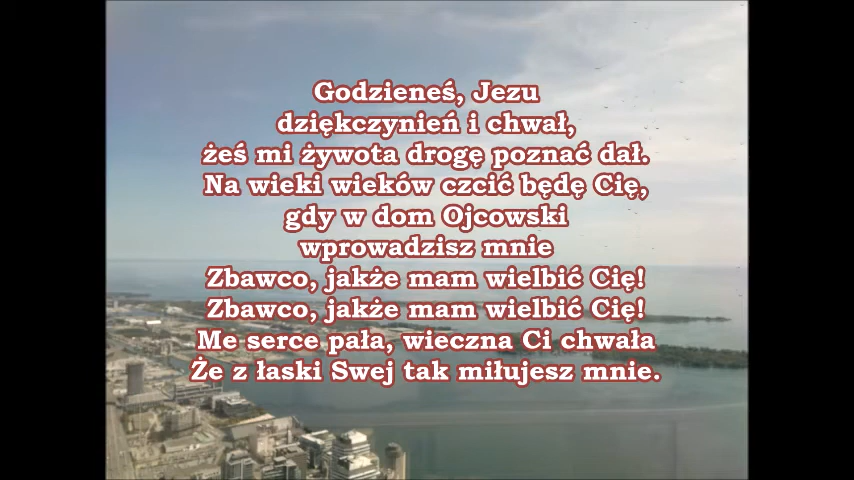 Godzieneś, Jezu
dziękczynień i chwał,
żeś mi żywota drogę poznać dał.
Na wieki wieków czcić będę Cię,
gdy w dom Ojcowski
wprowadzisz mnie
Zbawco, jakże mam wielbić Cię!
Zbawco, jakże mam wielbić Cię!
Me serce pała, wieczna Ci chwała
Że z łaski Swej tak miłujesz mnie.